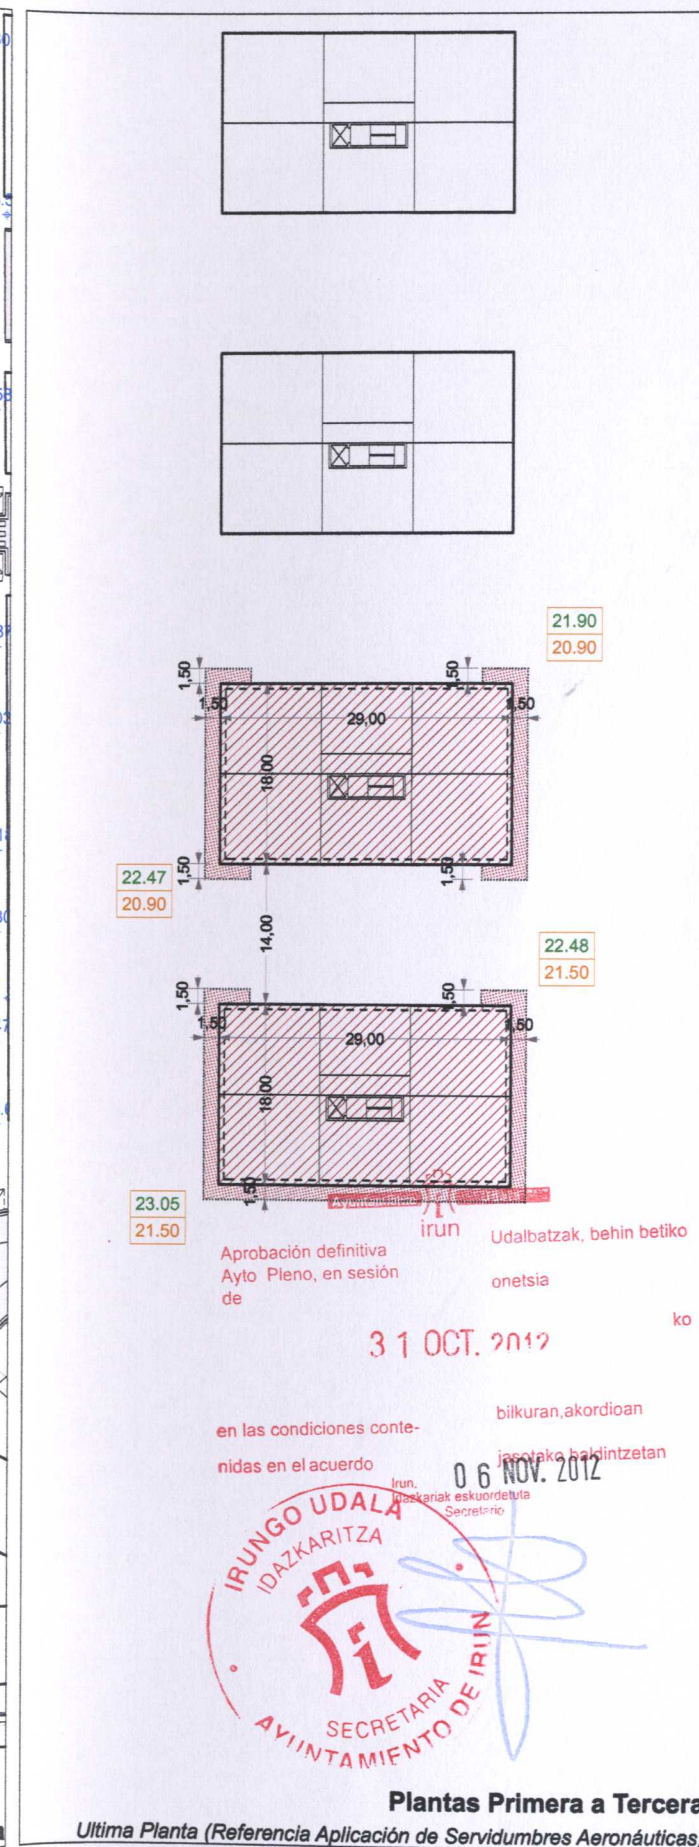 21.90
20.90
1,50
1,50
1,50
1,50
29,00
18,00
22.47
20.90
1,50
1,50
14,00
22.48
21.50
1,50
1,50
1,50
1,50
29,00
18,00
23.05
21.50
1,50
Ayuntamiento
irun
Aprobación definitiva
Ayto Pleno, en sesión
de
Udalbatzak, behin betiko
onetsia
ko
31 OCT. 2012
en las condiciones conte-
nidas en el acuerdo
bilkuran,akordioan
jasotako baldintzetan
Irun,
06 NOV. 2012
Idazkariak eskuordetuta
Secretario
IRUNGO UDALA
IDAZKARITZA
i
SECRETARIA
AYUNTAMIENTO DE IRUN
Plantas Primera a Tercera
Ultima Planta (Referencia Aplicación de Servidumbres Aeronáuticas